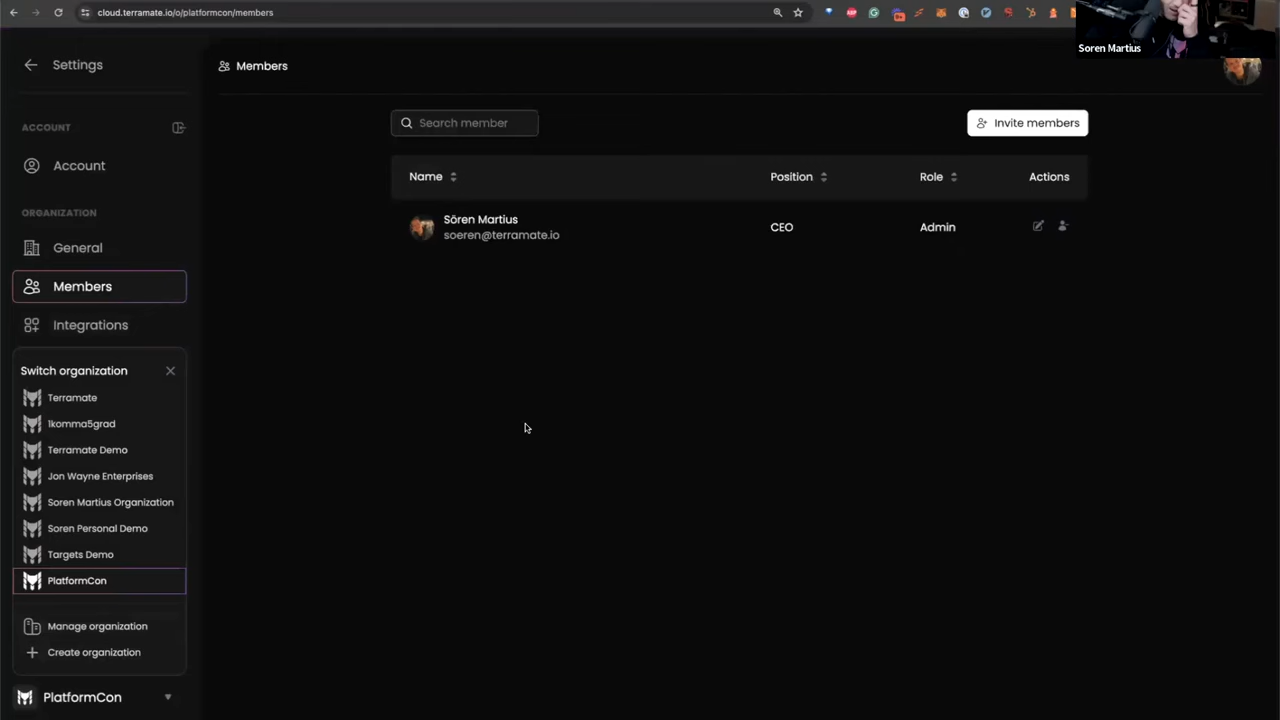 cloud.terramate.io/o/platformcon/members
Soren Martius
Settings
Members
ACCOUNT
Search member
Invite members
Account
Name
Position
Role
Actions
ORGANIZATION
Sören Martius
soeren@terramate.io
CEO
Admin
General
Members
Integrations
Switch organization
Terramate
1komma5grad
Terramate Demo
Jon Wayne Enterprises
Soren Martius Organization
Soren Personal Demo
Targets Demo
PlatformCon
Manage organization
Create organization
PlatformCon